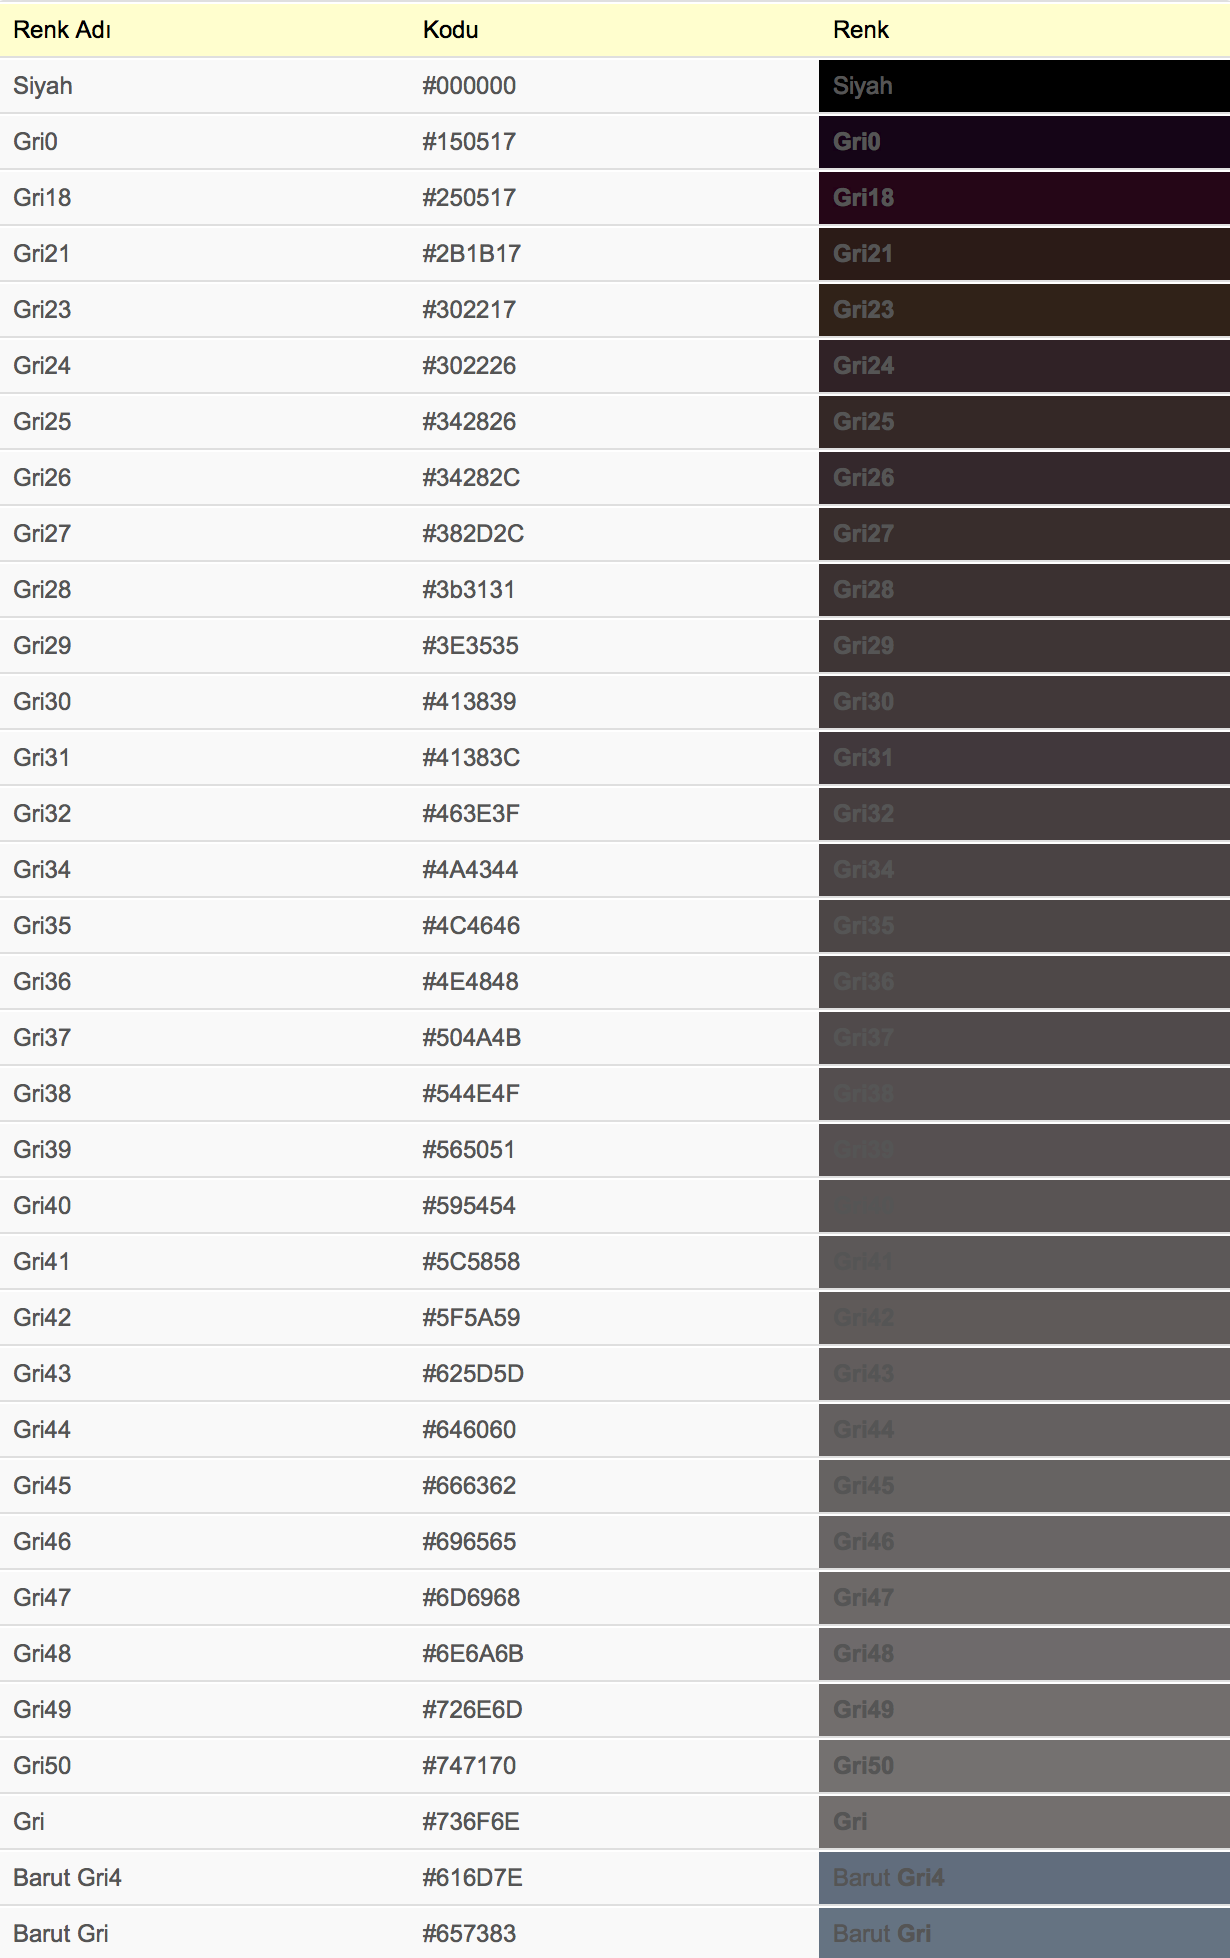 Renk Adı Kodu Renk
Siyah #000000 Siyah
Gri0 #150517 Gri0
Gri18 #250517 Gri18
Gri21 #2B1B17 Gri21
Gri23 #302217 Gri23
Gri24 #302226 Gri24
Gri25 #342826 Gri25
Gri26 #34282C Gri26
Gri27 #382D2C Gri27
Gri28 #3b3131 Gri28
Gri29 #3E3535 Gri29
Gri30 #413839 Gri30
Gri31 #41383C Gri31
Gri32 #463E3F Gri32
Gri34 #4A4344 Gri34
Gri35 #4C4646 Gri35
Gri36 #4E4848 Gri36
Gri37 #504A4B Gri37
Gri38 #544E4F Gri38
Gri39 #565051 Gri39
Gri40 #595454
Gri41 #5C5858 Gri41
Gri42 #5F5A59 Gri42
Gri43 #625D5D Gri43
Gri44 #646060 Gri44
Gri45 #666362 Gri45
Gri46 #696565 Gri46
Gri47 #6D6968 Gri47
Gri48 #6E6A6B Gri48
Gri49 #726E6D Gri49
Gri50 #747170 Gri50
Gri #736F6E Gri
Barut Gri4 #616D7E Barut Gri4
Barut Gri #657383 Barut Gri